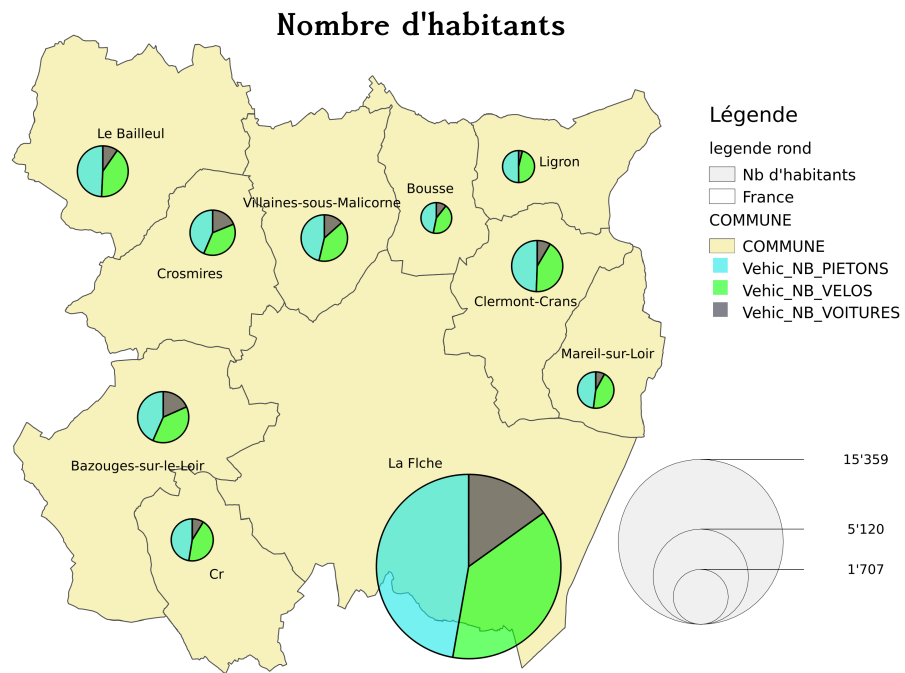 Nombre d'habitants
Le Bailleul
Ligron
Bousse
Villaines-sous-Malicorne
Crosmires
Clermont-Crans
Mareil-sur-Loir
Bazouges-sur-le-Loir
La Flche
Cr
Légende
legende rond
Nb d'habitants
France
COMMUNE
COMMUNE
Vehic_NB_PIETONS
Vehic_NB_VELOS
Vehic_NB_VOITURES
15'359
5'120
1'707